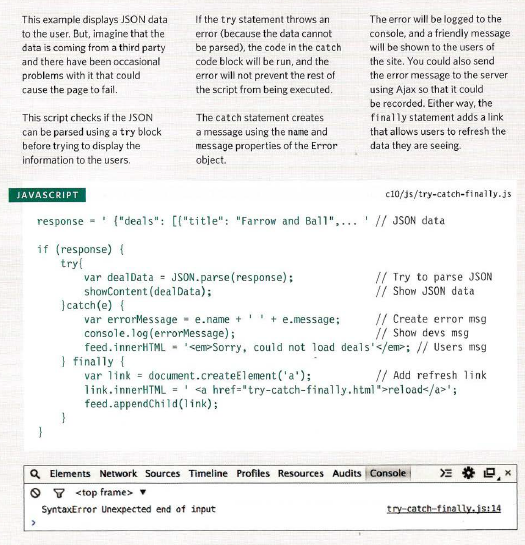 This example displays JSON data
to the user. But, imagine that the
data is coming from a third party
and there have been occasional
problems with it that could
cause the page to fail.
This script checks if the JSON
can be parsed using a try block
before trying to display the
information to the users.
If the try statement throws an
error (because the data cannot
be parsed), the code in the catch
code block will be run, and the
error will not prevent the rest of
the script from being executed.
The catch statement creates
a message using the name and
message properties of the Error
object.
The error will be logged to the
console, and a friendly message
will be shown to the users of
the site. You could also send
the error message to the server
using Ajax so that it could
be recorded. Either way, the
finally statement adds a link
that allows users to refresh the
data they are seeing.
JAVASCRIPT c10/js/try-catch-finally.js
response = ' {"deals": [{"title": "Farrow and Ball",... ' // JSON data
if (response) {
try{
var dealData = JSON.parse(response); // Try to parse JSON
showContent(dealData); // Show JSON data
}catch(e) {
var errorMessage = e.name + ' ' + e.message; // Create error msg
console.log(errorMessage); // Show devs msg
feed.innerHTML = '<em>Sorry, could not load deals'</em>; // Users msg
} finally {
var link = document.createElement('a'); // Add refresh link
link.innerHTML = ' <a href="try-catch-finally.html">reload</a>';
feed.appendChild(link);
}
}
Elements Network Sources Timeline Profiles Resources Audits Console
<top frame> ▼
SyntaxError Unexpected end of input try-catch-finally.js:14
>